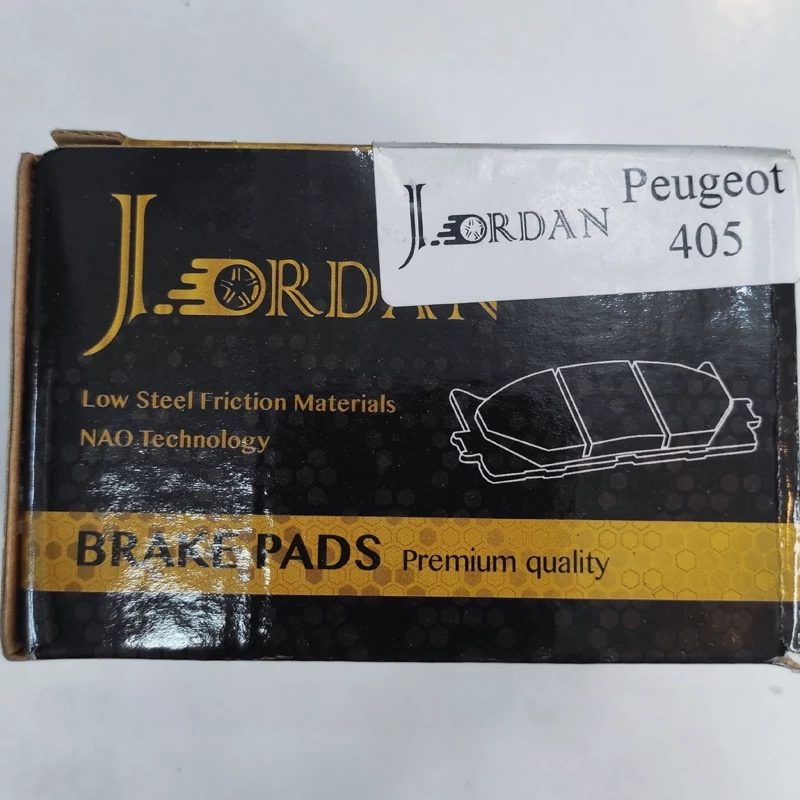 J.ORDAN
Peugeot
405
J.ORDAN
Low Steel Friction Materials
NAO Technology
BRAKE PADS Premium quality